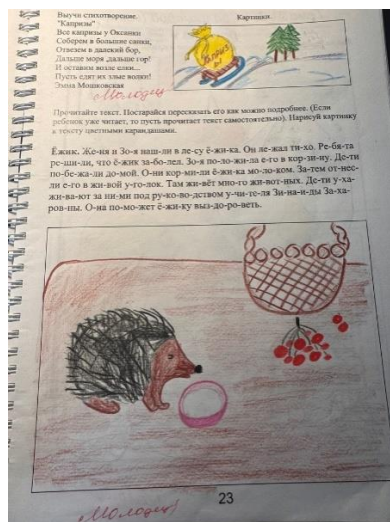 Выучи стихотворение.
"Капризы"
Все капризы у Оксанки
Соберем в большие санки,
Отвезем в далекий бор,
Дальше моря ,дальше гор!
И оставим возле елки...
Пусть едят их злые волки!
Эмма Мошковская
Картинки
Молодец
Прочитайте текст. Постарайся пересказать его как можно подробнее. (Если
ребенок уже читает, то пусть прочитает текст самостоятельно). Нарисуй картинку
к тексту цветными карандашами.
Ёжик. Же-ня и Зо-я наш-ли в ле-су ё-жи-ка. Он ле-жал ти-хо. Ре-бя-та
ре-ши-ли, что ё-жик за-бо-лел. Зо-я по-ло-жи-ла е-го в кор-зи-ну. Де-ти
по-бе-жа-ли до-мой. О-ни кор-ми-ли ё-жи-ка мо-ло-ком. За-тем от-нес-
ли е-го в жи-вой у-го-лок. Там жи-вёт мно-го жи-вот-ных. Де-ти у-ха-
жи-ва-ют за ни-ми под ру-ко-вод-ством у-чи-те-ля Зи-на-и-ды За-ха-
ров-ны. О-на по-мо-жет ё-жи-ку выз-до-ро-веть.
23
Молодец!